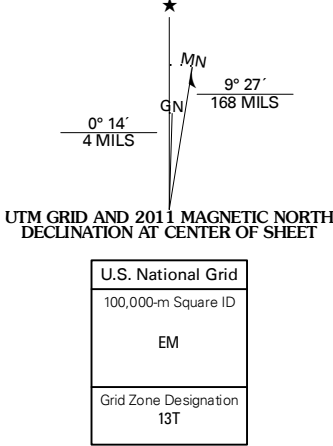 ★
MN
GN
9° 27´
168 MILS
0° 14´
4 MILS
UTM GRID AND 2011 MAGNETIC NORTH
DECLINATION AT CENTER OF SHEET
U.S. National Grid
100,000-m Square ID
EM
Grid Zone Designation
13T